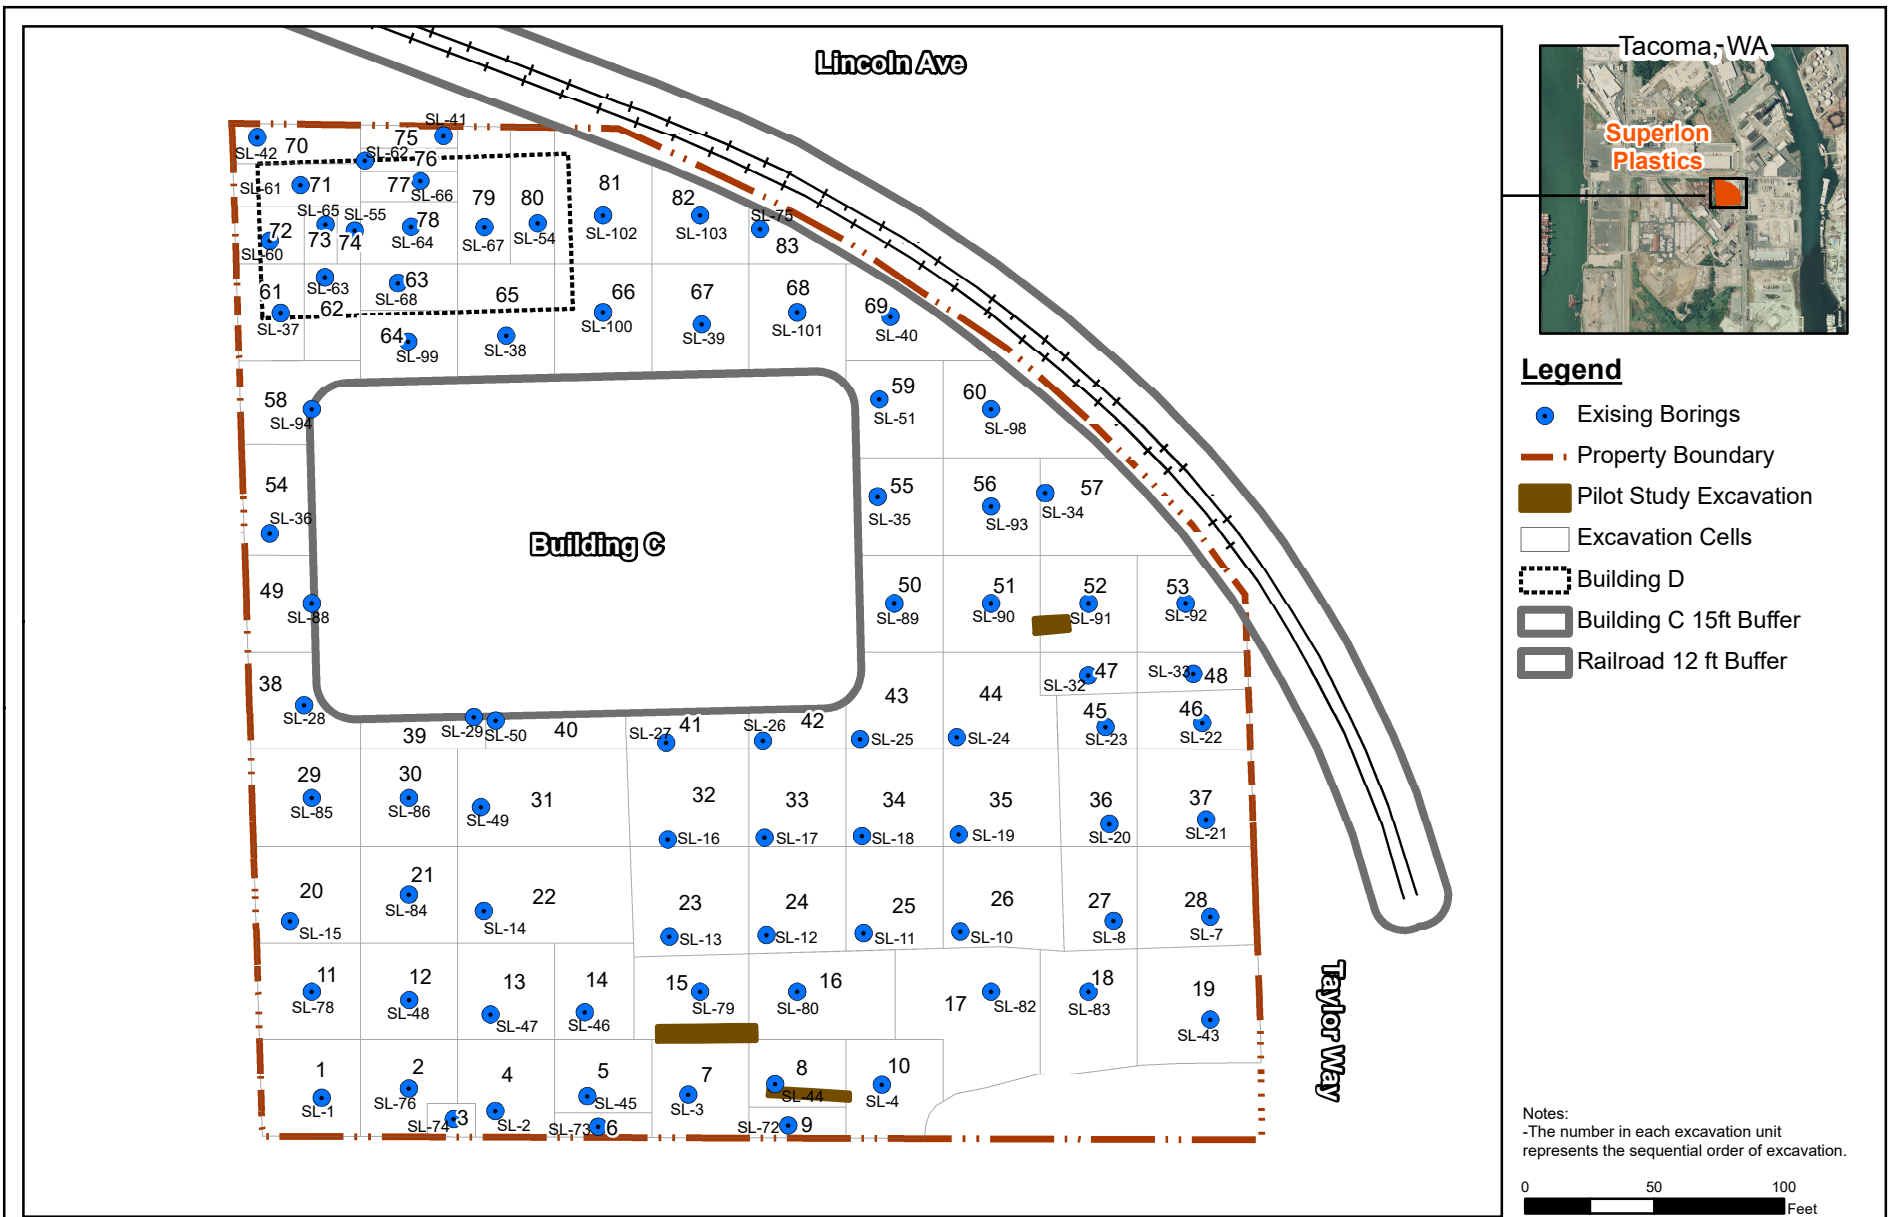 Lincoln Ave
Tacoma, WA
Superlon
Plastics
SL-41
70
75
SL-42
SL-62
76
SL-61
71
77
SL-66
81
82
79
80
SL-65
SL-55
78
SL-75
72
73
74
SL-64
SL-67
SL-54
SL-102
SL-103
83
SL-60
61
SL-63
63
65
66
67
68
69
62
SL-68
SL-37
SL-100
SL-39
SL-101
SL-40
64
SL-99
SL-38
58
SL-94
59
SL-51
60
SL-98
54
SL-36
55
SL-35
56
SL-93
57
SL-34
Building C
49
SL-88
50
SL-89
51
SL-90
52
SL-91
53
SL-92
38
SL-28
43
44
SL-32
47
SL-33
48
39
SL-29
SL-50
40
SL-27
41
SL-26
42
SL-25
SL-24
45
SL-23
46
SL-22
29
SL-85
30
SL-86
31
SL-49
32
SL-16
33
SL-17
34
SL-18
35
SL-19
36
SL-20
37
SL-21
20
SL-15
21
SL-84
22
SL-14
23
SL-13
24
SL-12
25
SL-11
26
SL-10
27
SL-8
28
SL-7
11
SL-78
12
SL-48
13
SL-47
14
SL-46
15
SL-79
16
SL-80
17
SL-82
18
SL-83
19
SL-43
1
SL-1
2
SL-76
SL-74
3
4
SL-2
5
SL-45
SL-73
6
7
SL-3
8
SL-44
SL-72
9
10
SL-4
Taylor Way
Legend
Exising Borings
Property Boundary
Pilot Study Excavation
Excavation Cells
Building D
Building C 15ft Buffer
Railroad 12 ft Buffer
Notes:
-The number in each excavation unit
represents the sequential order of excavation.
0 50 100
Feet